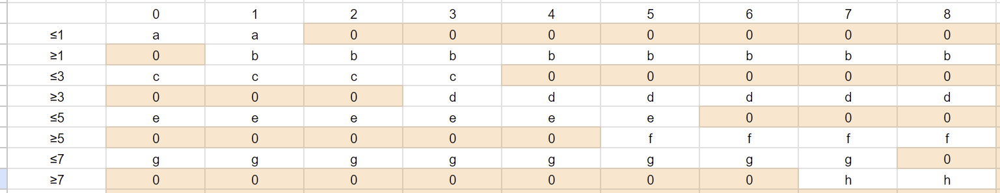 0 1 2 3 4 5 6 7 8
≤1 a a 0 0 0 0 0 0 0
≥1 0 b b b b b b b b
≤3 c c c c 0 0 0 0 0
≥3 0 0 0 d d d d d d
≤5 e e e e e e 0 0 0
≥5 0 0 0 0 0 f f f f
≤7 g g g g g g g g 0
≥7 0 0 0 0 0 0 0 h h